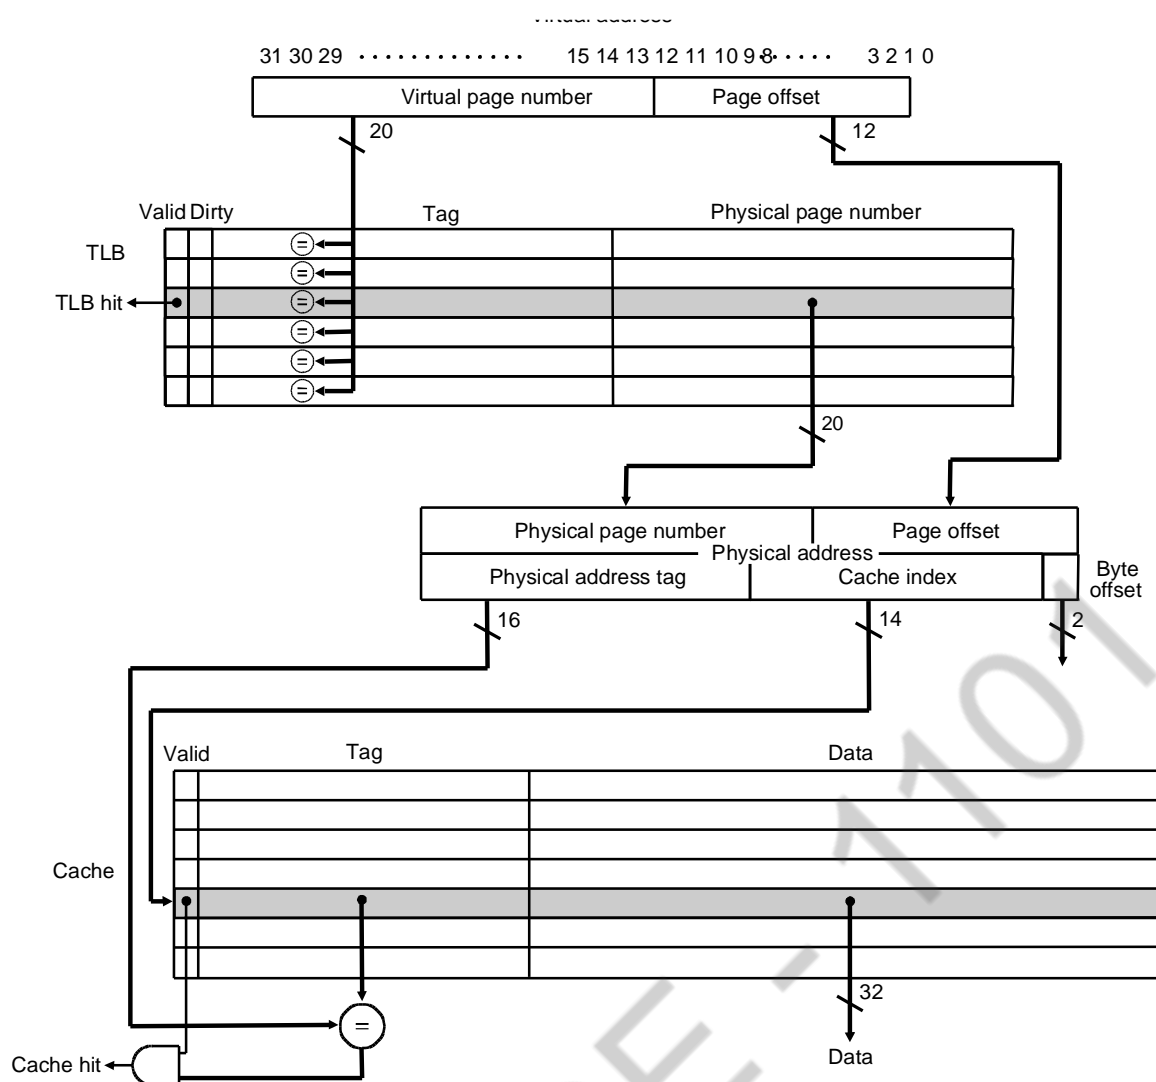 Virtual address
31 30 29 ············· 15 14 13 12 11 10 9 8 ······ 3 2 1 0
Virtual page number Page offset
20 12
Valid Dirty Tag Physical page number
TLB
=
=
TLB hit =
=
=
=
20
Physical page number Page offset
Physical address
Physical address tag Cache index Byte offset
16 14 2
Valid Tag Data
Cache
32
=
Data
Cache hit
E - 1101